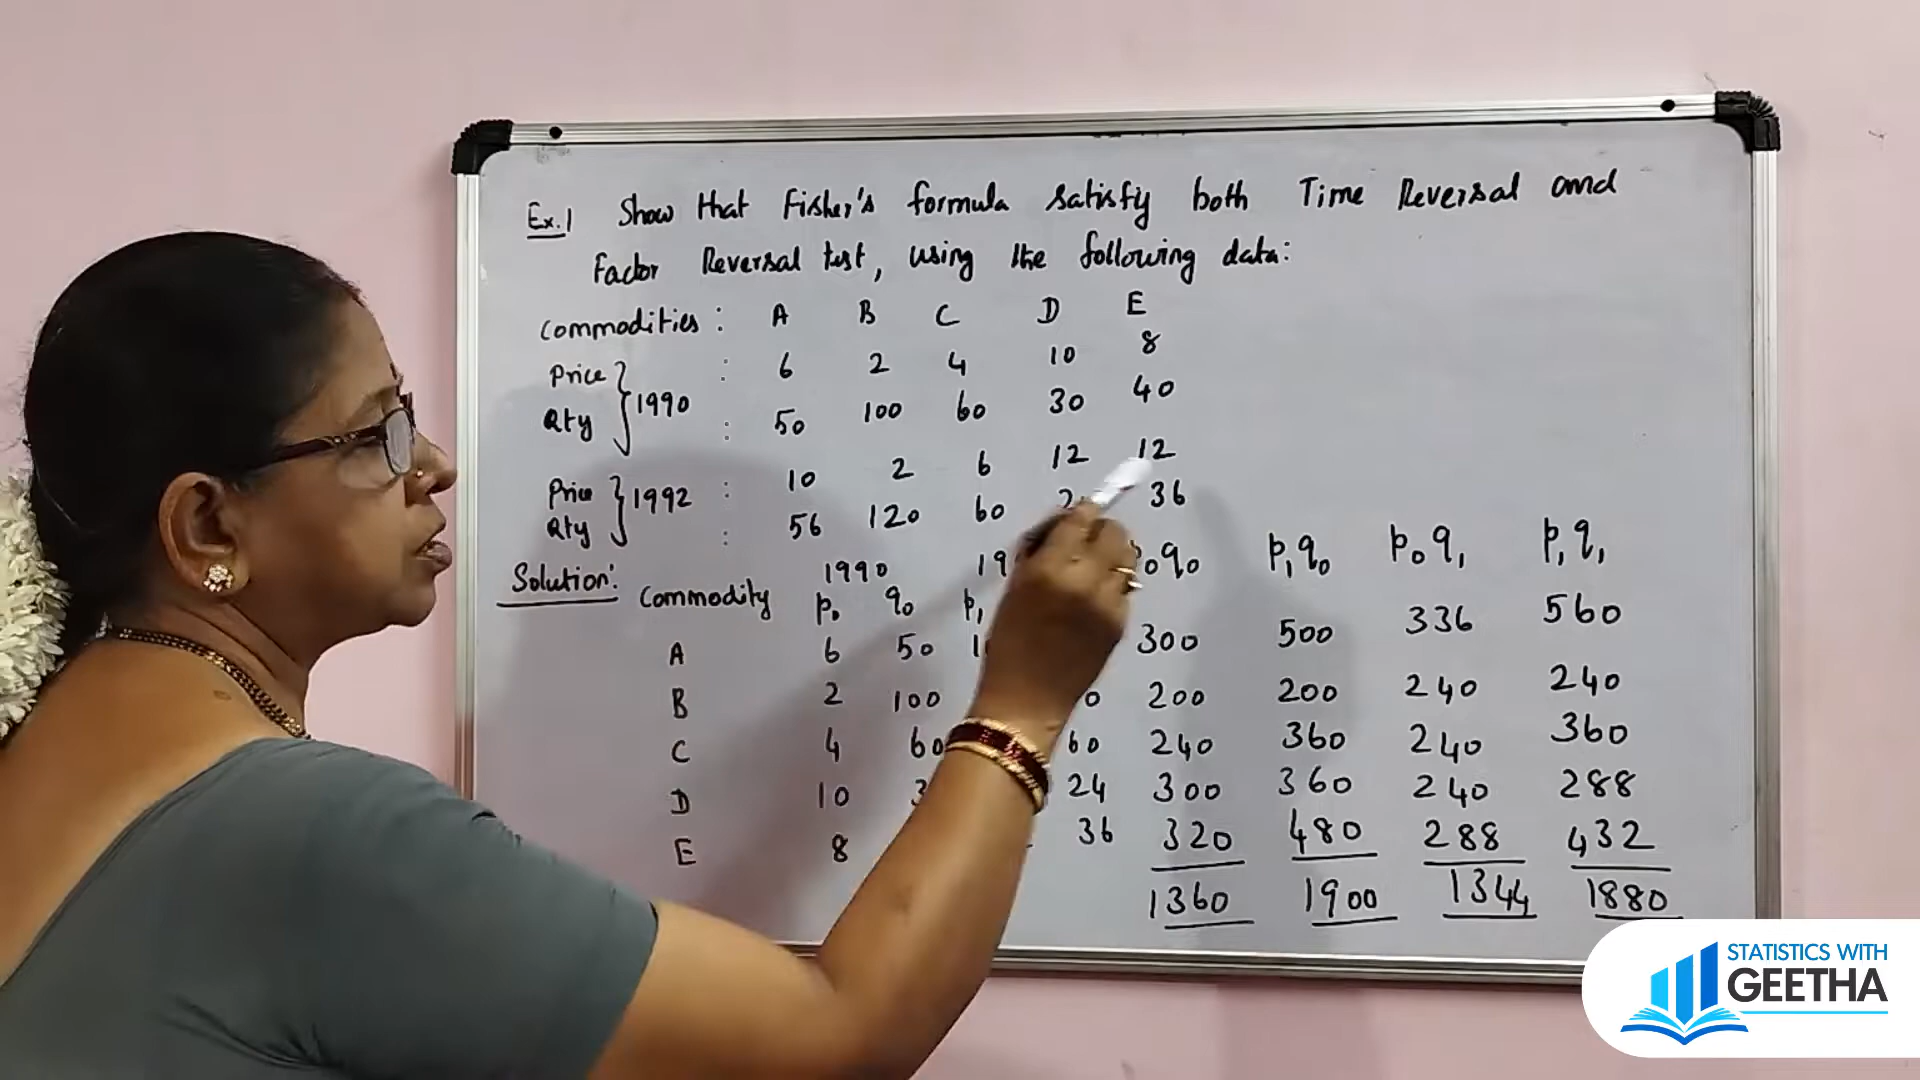 Ex.1 Show that Fisher's formula satisfiy both Time Reversal and
Factor Reversal test, using the following data:
Commodities : A B C D E
Price } 1990 : 6 2 4 10 8
Qty : 50 100 60 30 40
Price } 1992 : 10 2 6 12 12
Qty : 56 120 60 36
Solution: Commodity 1990
p₀ q₀ p₁ p₀q₀ p₁q₀ p₀q₁ p₁q₁
A 6 50 300 500 336 560
B 2 100 200 200 240 240
C 4 60 60 240 360 240 360
D 10 24 300 360 240 288
E 8 36 320 480 288 432
1360 1900 1344 1880
STATISTICS WITH
GEETHA